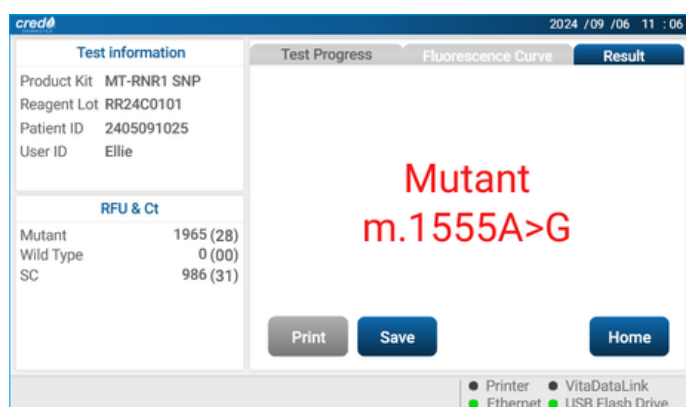 credo
2024 /09 /06 11 : 06
Test information
Product Kit MT-RNR1 SNP
Reagent Lot RR24C0101
Patient ID 2405091025
User ID Ellie
RFU & Ct
Mutant 1965 (28)
Wild Type 0 (00)
SC 986 (31)
Test Progress Fluorescence Curve Result
Mutant
m.1555A>G
Print Save Home
Printer VitaDataLink
Ethernet USB Flash Drive